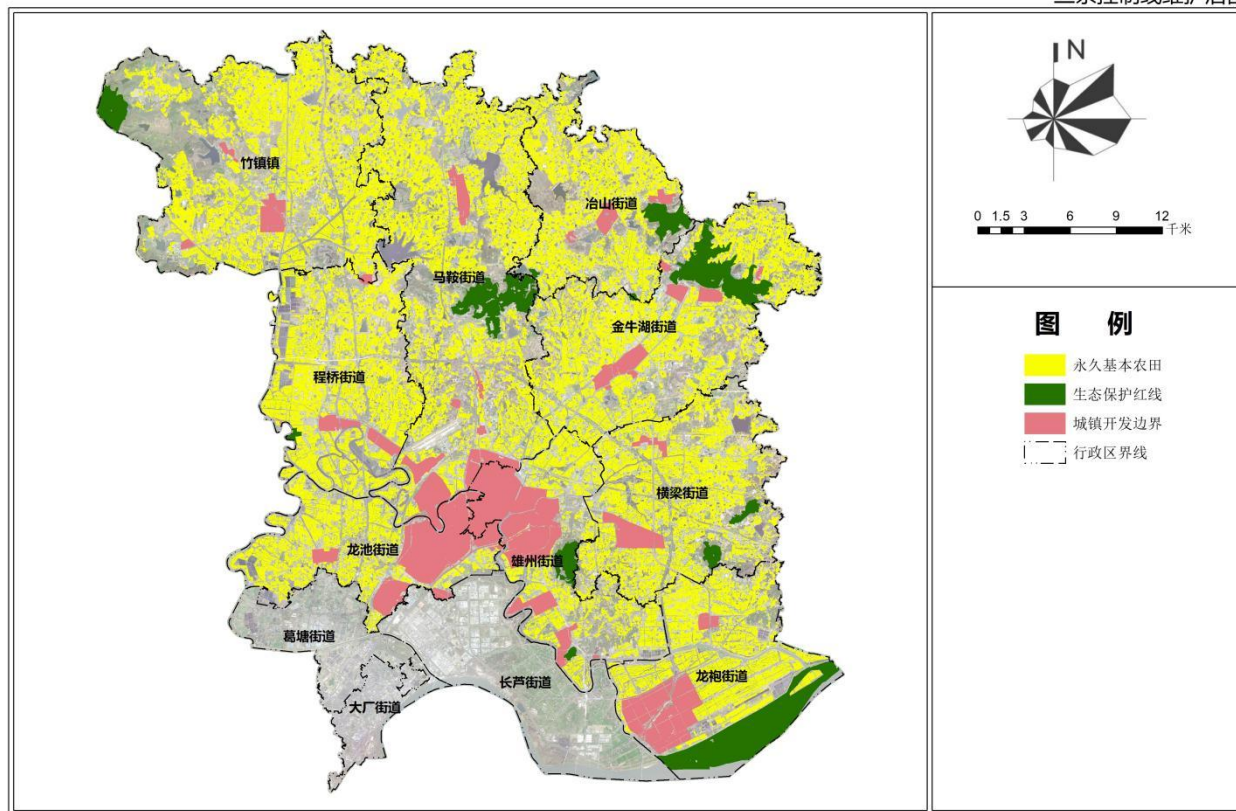 N
0 1.5 3 6 9 12
千米
竹镇镇
冶山街道
马鞍街道
金牛湖街道
程桥街道
横梁街道
龙池街道
雄州街道
葛塘街道
长芦街道
龙袍街道
大厂街道
图 例
永久基本农田
生态保护红线
城镇开发边界
行政区界线